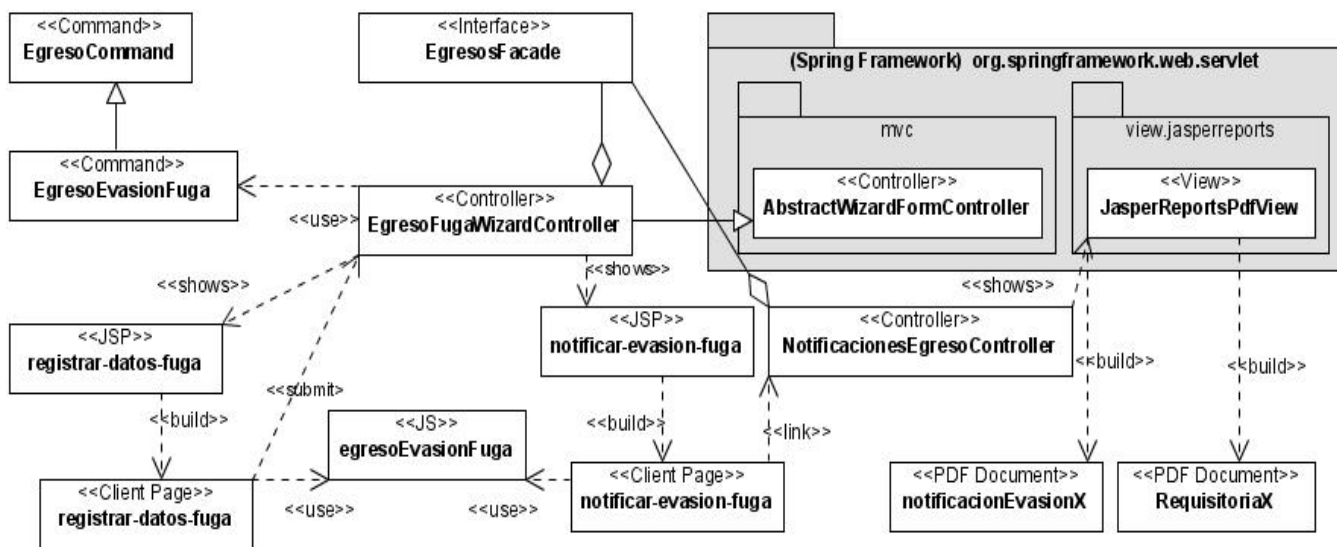 <<Command>>
EgresoCommand
<<Interface>>
EgresosFacade
(Spring Framework) org.springframework.web.servlet
mvc
view.jasperreports
<<Command>>
EgresoEvasionFuga
<<Controller>>
AbstractWizardFormController
<<View>>
JasperReportsPdfView
<<use>>
<<Controller>>
EgresoFugaWizardController
<<shows>>
<<shows>>
<<shows>>
<<JSP>>
registrar-datos-fuga
<<JSP>>
notificar-evasion-fuga
<<Controller>>
NotificacionesEgresoController
<<build>>
<<build>>
<<submit>
<<build>>
<<JS>>
egresoEvasionFuga
<<build>>
<<link>>
<<Client Page>>
registrar-datos-fuga
<<use>>
<<use>>
<<Client Page>>
notificar-evasion-fuga
<<PDF Document>>
notificacionEvasionX
<<PDF Document>>
RequisitoriaX